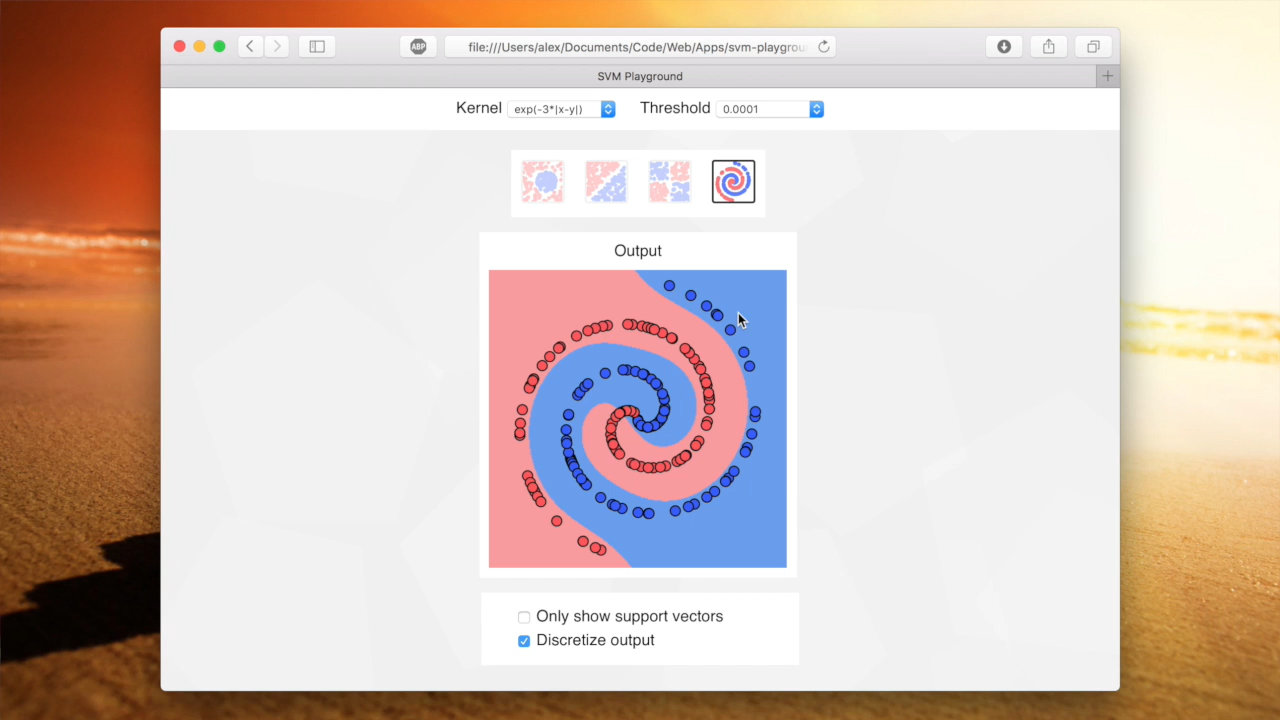 ABP
file:///Users/alex/Documents/Code/Web/Apps/svm-playgrou
SVM Playground
Kernel exp(-3*|x-y|) Threshold 0.0001
Output
Only show support vectors
Discretize output